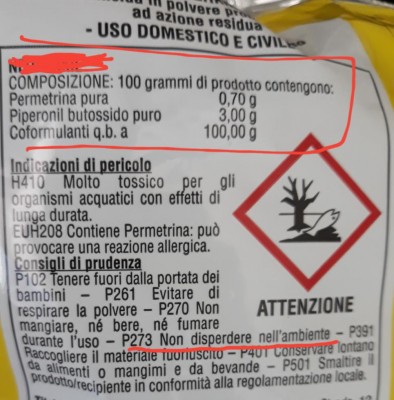 in polvere
ad azione residua
- USO DOMESTICO E CIVILE
COMPOSIZIONE: 100 grammi di prodotto contengono:
Permetrina pura 0,70 g
Piperonil butossido puro 3,00 g
Coformulanti q.b. a 100,00 g
Indicazioni di pericolo
H410 Molto tossico per gli
organismi acquatici con effetti di
lunga durata.
EUH208 Contiene Permetrina: può
provocare una reazione allergica.
Consigli di prudenza
P102 Tenere fuori dalla portata dei
bambini – P261 Evitare di
respirare la polvere – P270 Non
mangiare, né bere, né fumare
durante l'uso – P273 Non disperdere nell'ambiente – P391
Raccogliere il materiale fuoriuscito – P401 Conservare lontano
da alimenti o mangimi e da bevande – P501 Smaltire il
prodotto/recipiente in conformità alla regolamentazione locale.
ATTENZIONE